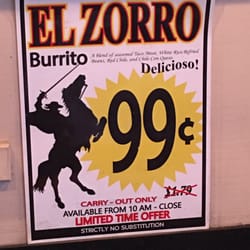 EL ZORRO
Burrito
A blend of seasoned Taco Meat, White Rice, Refried
Beans, Red Chile, and Chile Con Queso
Delicioso!
99¢
$1.79
CARRY-OUT ONLY
AVAILABLE FROM 10 AM - CLOSE
LIMITED TIME OFFER
STRICTLY NO SUBSTITUTION